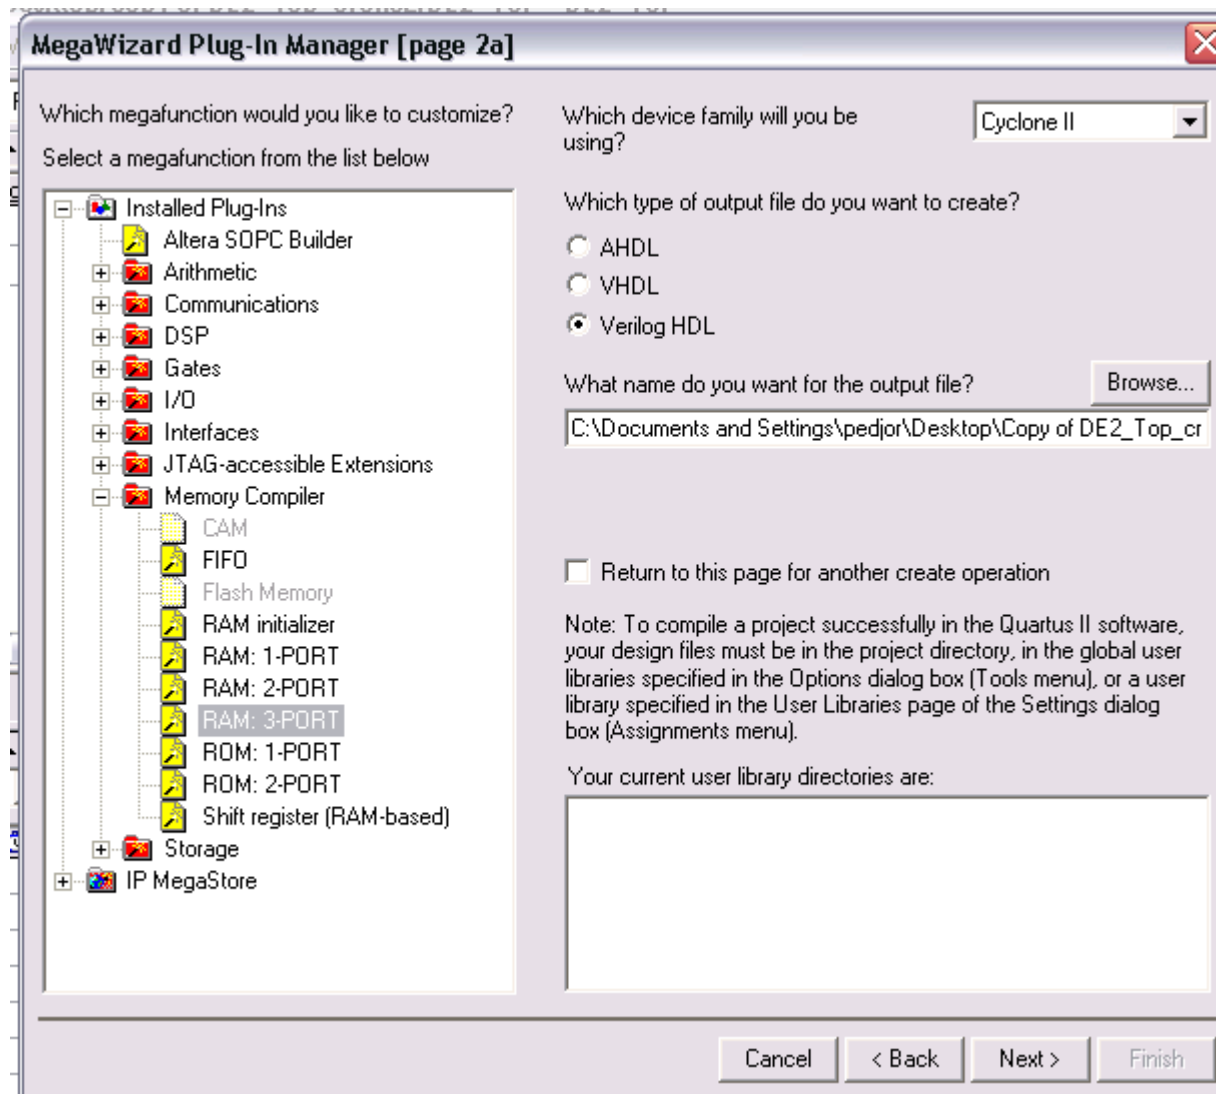 MegaWizard Plug-In Manager [page 2a]
Which megafunction would you like to customize?
Select a megafunction from the list below
Installed Plug-Ins
Altera SOPC Builder
Arithmetic
Communications
DSP
Gates
I/O
Interfaces
JTAG-accessible Extensions
Memory Compiler
CAM
FIFO
Flash Memory
RAM initializer
RAM: 1-PORT
RAM: 2-PORT
RAM: 3-PORT
ROM: 1-PORT
ROM: 2-PORT
Shift register (RAM-based)
Storage
IP MegaStore
Which device family will you be
using?
Cyclone II
Which type of output file do you want to create?
AHDL
VHDL
Verilog HDL
What name do you want for the output file?
Browse...
C:\Documents and Settings\pedjor\Desktop\Copy of DE2_Top_cr
Return to this page for another create operation
Note: To compile a project successfully in the Quartus II software,
your design files must be in the project directory, in the global user
libraries specified in the Options dialog box (Tools menu), or a user
library specified in the User Libraries page of the Settings dialog
box (Assignments menu).
Your current user library directories are:
Cancel
< Back
Next >
Finish